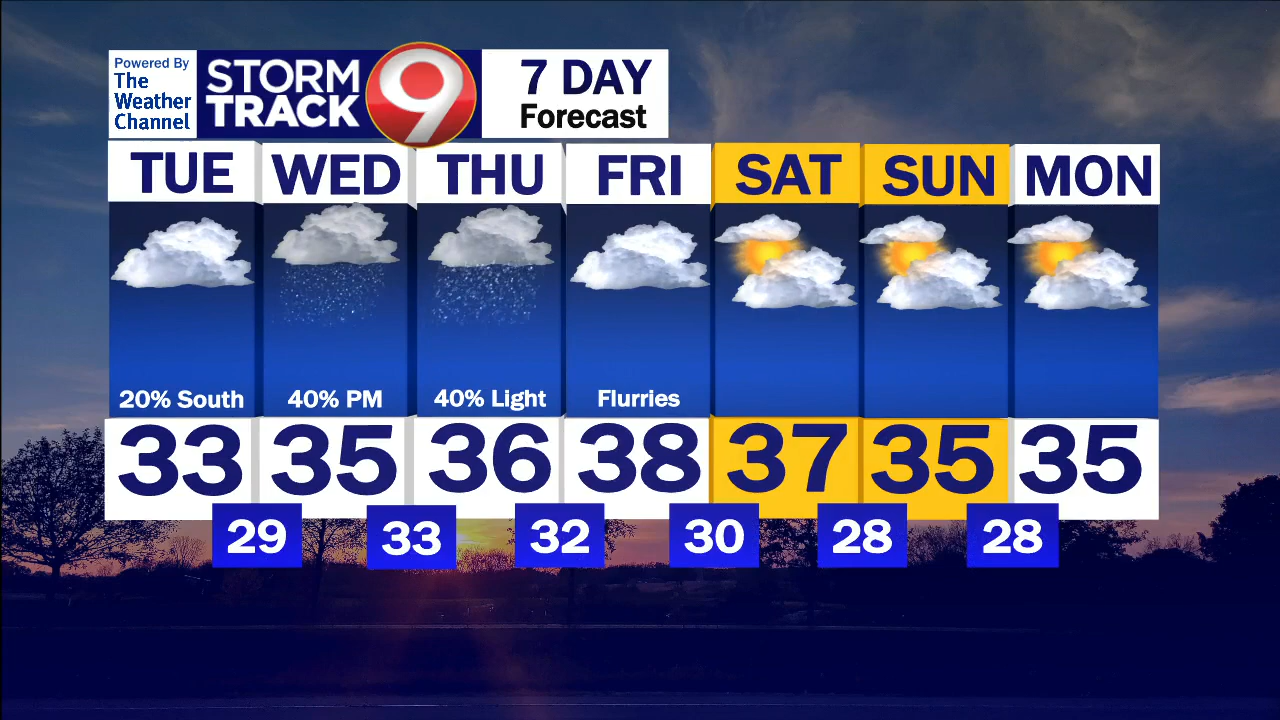 Powered By
The
Weather
Channel
STORM
TRACK
9
7 DAY
Forecast
TUE WED THU FRI SAT SUN MON
20% South 40% PM 40% Light Flurries
33 35 36 38 37 35 35
29 33 32 30 28 28